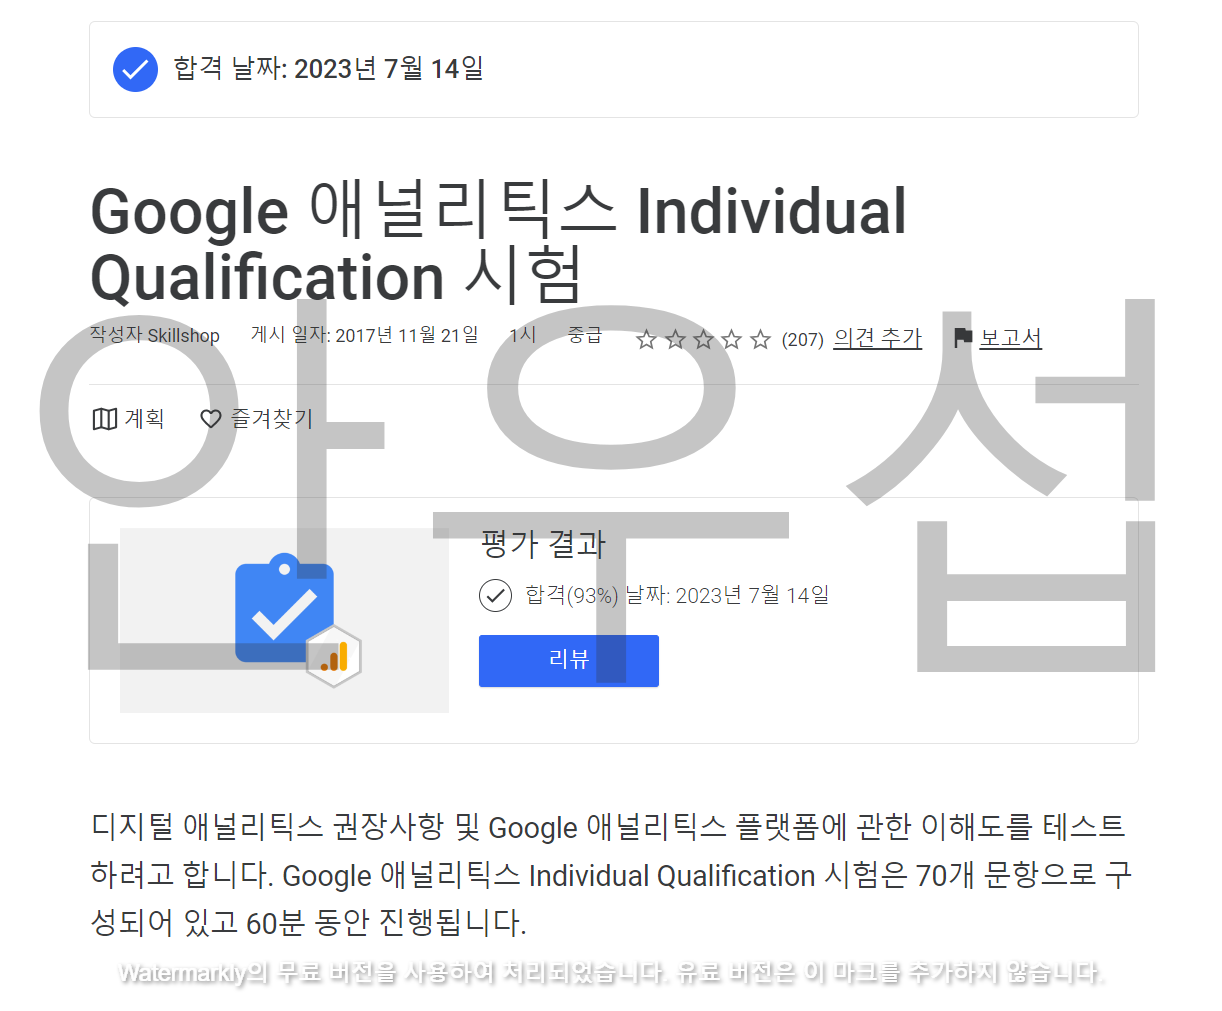 합격 날짜: 2023년 7월 14일
Google 애널리틱스 Individual
Qualification 시험
작성자 Skillshop 게시 일자: 2017년 11월 21일 1시 중급 (207) 의견 추가 보고서
계획 즐겨찾기
안우섭
평가 결과
합격(93%) 날짜: 2023년 7월 14일
리뷰
디지털 애널리틱스 권장사항 및 Google 애널리틱스 플랫폼에 관한 이해도를 테스트
하려고 합니다. Google 애널리틱스 Individual Qualification 시험은 70개 문항으로 구
성되어 있고 60분 동안 진행됩니다.
Watermarkly의 무료 버전을 사용하여 처리되었습니다. 유료 버전은 이 마크를 추가하지 않습니다.